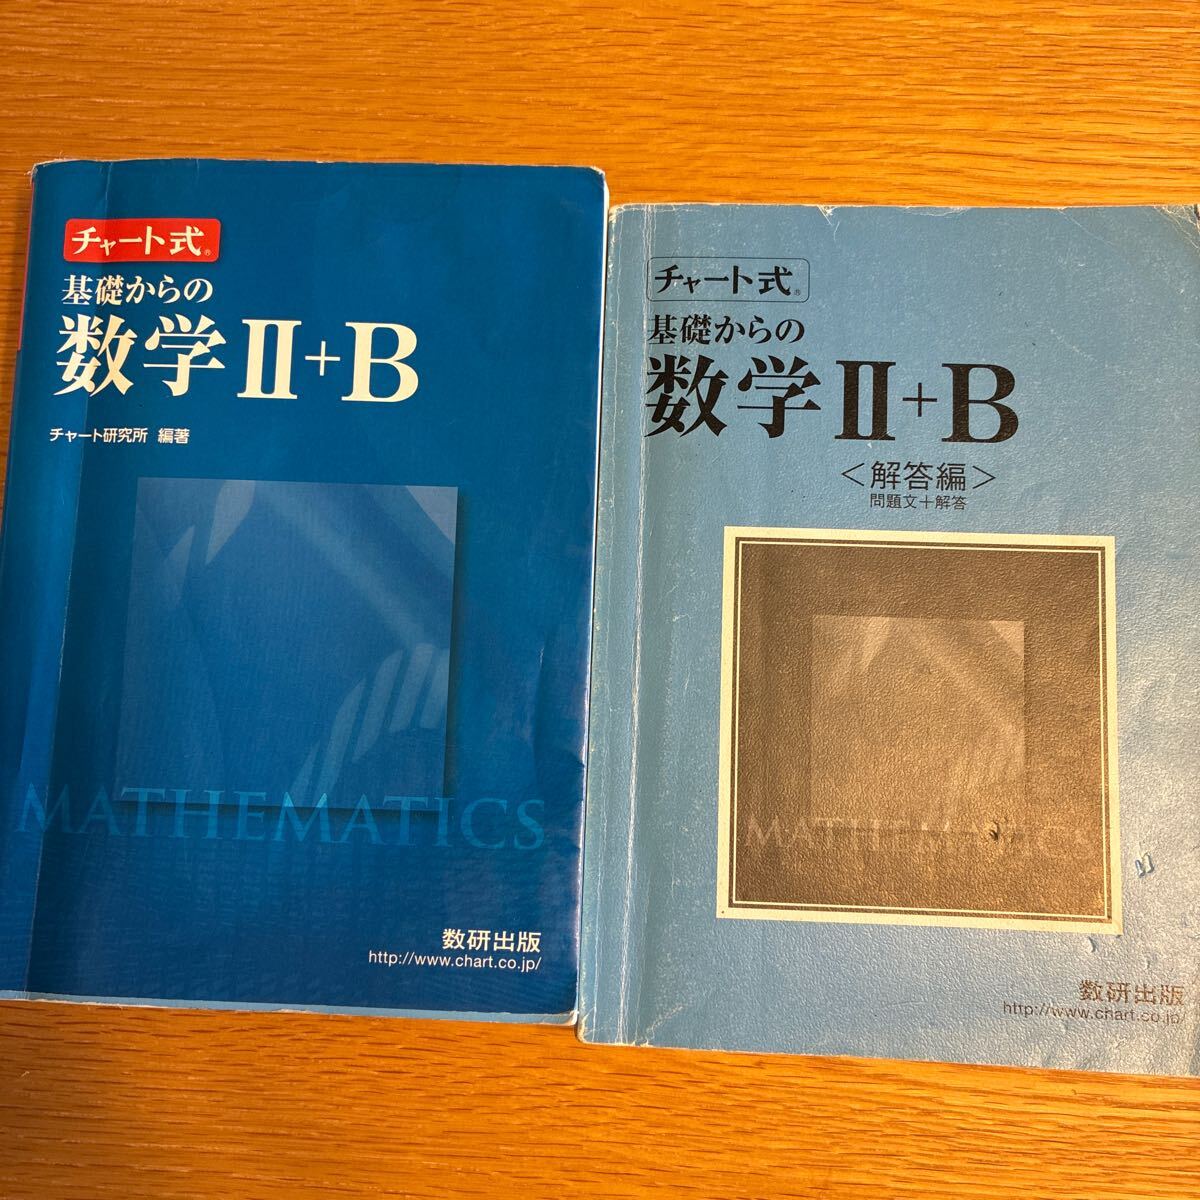 チャート式®
基礎からの
数学Ⅱ+B
チャート研究所 編著
MATHEMATICS
数研出版
http://www.chart.co.jp/
チャート式®
基礎からの
数学Ⅱ+B
<解答編>
問題文+解答
MATHEMATICS
数研出版
http://www.chart.co.jp/